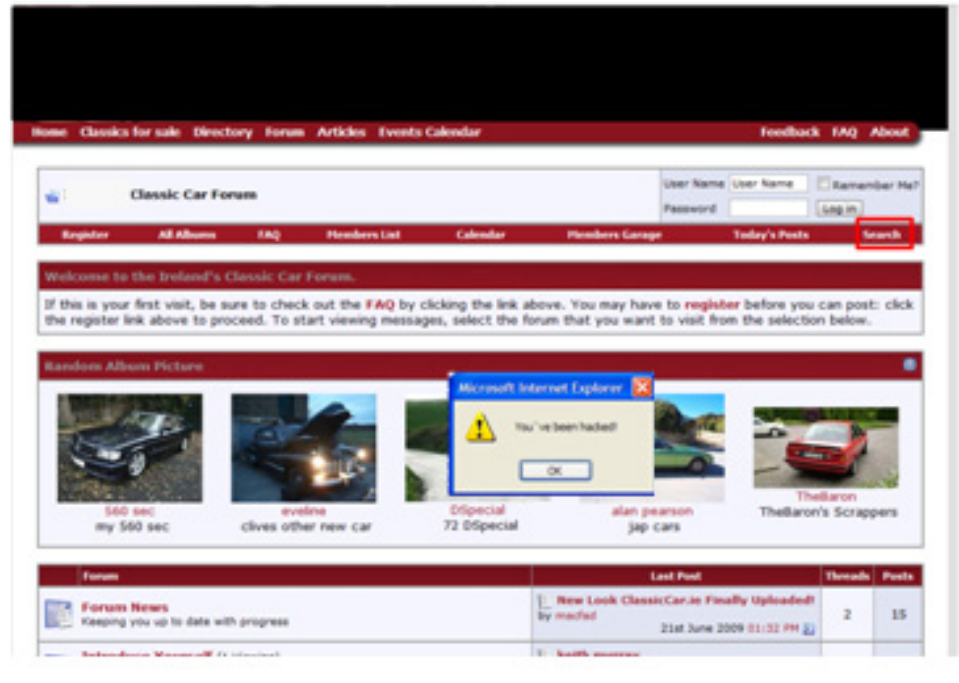 Home Classics for sale Directory Forum Articles Events Calendar Feedback FAQ About
Classic Car Forum
User Name User Name Remember Me?
Password Log in
Register All Albums FAQ Members List Calendar Members Garage Today's Posts Search
Welcome to the Ireland's Classic Car Forum.
If this is your first visit, be sure to check out the FAQ by clicking the link above. You may have to register before you can post: click
the register link above to proceed. To start viewing messages, select the forum that you want to visit from the selection below.
Random Album Picture
Microsoft Internet Explorer
You've been hacked!
OK
560 sec
my 560 sec
eveline
clives other new car
DSpecial
72 DSpecial
alan pearson
jap cars
TheBaron
TheBaron's Scrappers
Forum Last Post Threads Posts
Forum News
Keeping you up to date with progress
New Look ClassicCar.ie Finally Uploaded!
by macfad
21st June 2009 01:32 PM
2 15
Introduce Yourself
keith murray